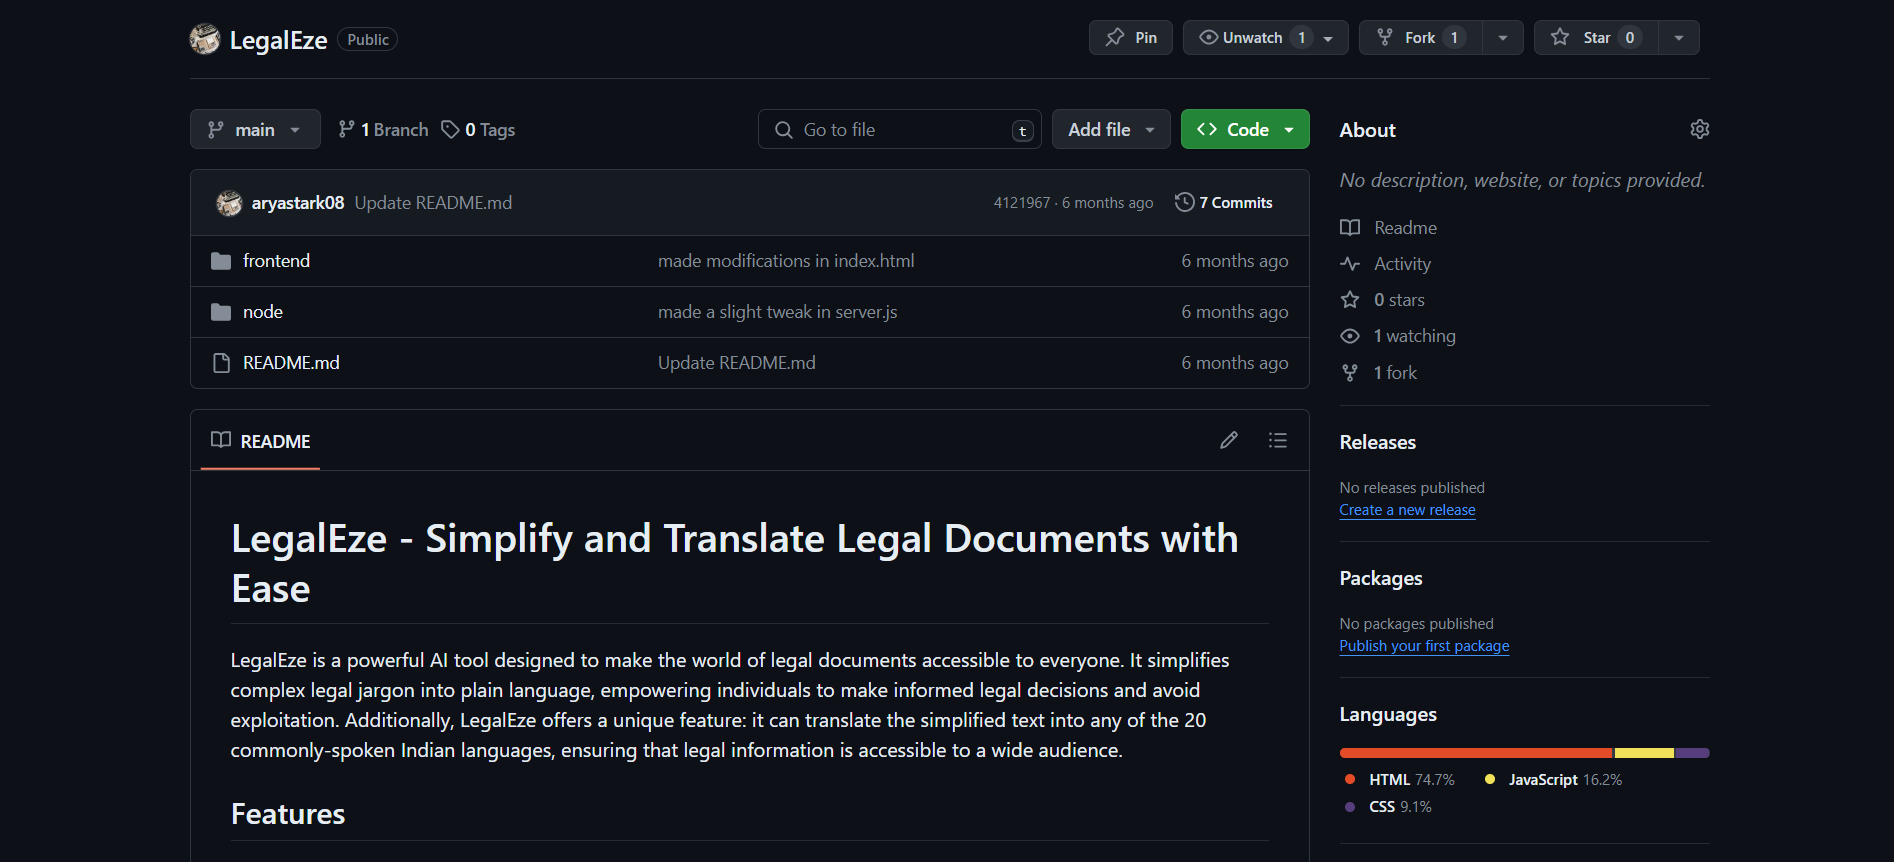 LegalEze Public
Pin
Unwatch 1
Fork 1
Star 0
main
1 Branch
0 Tags
Go to file
t
Add file
Code
aryastark08 Update README.md
4121967 · 6 months ago
7 Commits
frontend made modifications in index.html 6 months ago
node made a slight tweak in server.js 6 months ago
README.md Update README.md 6 months ago
README
LegalEze - Simplify and Translate Legal Documents with
Ease
LegalEze is a powerful AI tool designed to make the world of legal documents accessible to everyone. It simplifies
complex legal jargon into plain language, empowering individuals to make informed legal decisions and avoid
exploitation. Additionally, LegalEze offers a unique feature: it can translate the simplified text into any of the 20
commonly-spoken Indian languages, ensuring that legal information is accessible to a wide audience.
Features
About
No description, website, or topics provided.
Readme
Activity
0 stars
1 watching
1 fork
Releases
No releases published
Create a new release
Packages
No packages published
Publish your first package
Languages
HTML 74.7%
JavaScript 16.2%
CSS 9.1%